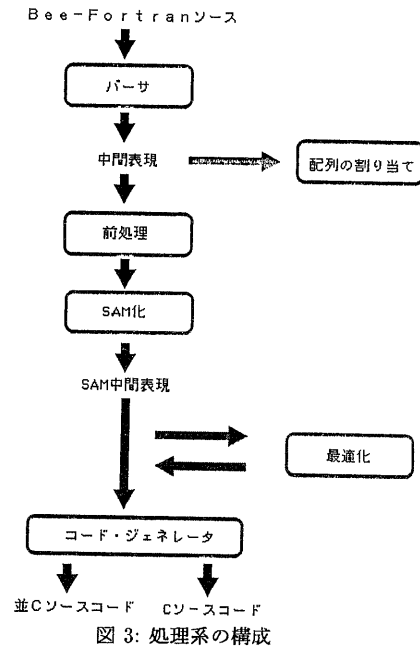 Bee-Fortranソース
パーサ
中間表現
配列の割り当て
前処理
SAM化
SAM中間表現
最適化
コード・ジェネレータ
並Cソースコード
Cソースコード
図 3: 処理系の構成